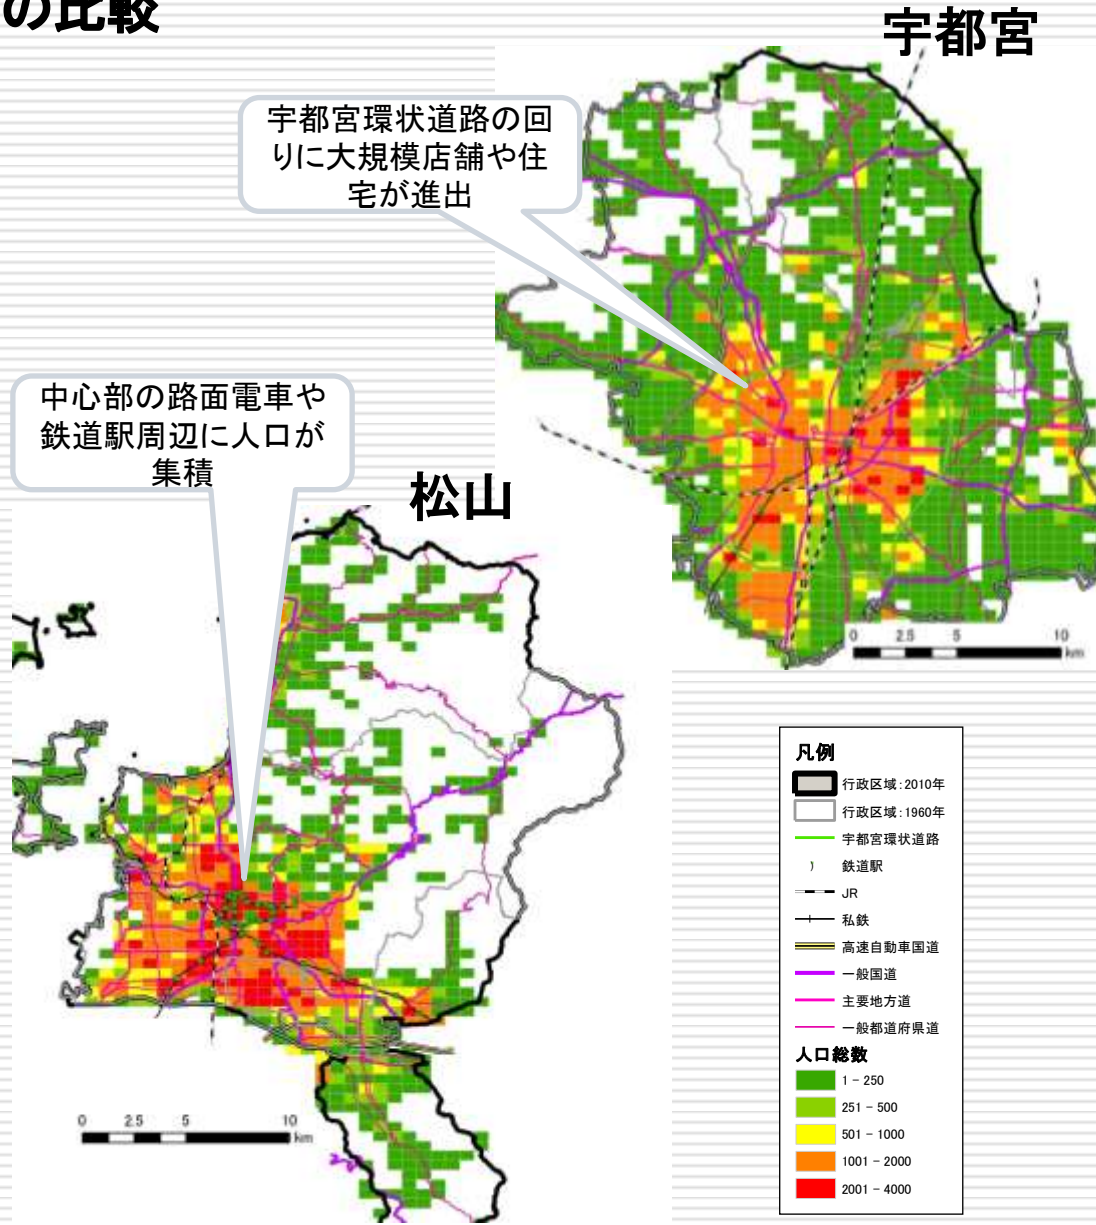 の比較
宇都宮
宇都宮環状道路の回
りに大規模店舗や住
宅が進出
中心部の路面電車や
鉄道駅周辺に人口が
集積
松山
0 2.5 5 10
km
0 2.5 5 10
km
凡例
行政区域:2010年
行政区域:1960年
宇都宮環状道路
鉄道駅
JR
私鉄
高速自動車国道
一般国道
主要地方道
一般都道府県道
人口総数
1 - 250
251 - 500
501 - 1000
1001 - 2000
2001 - 4000